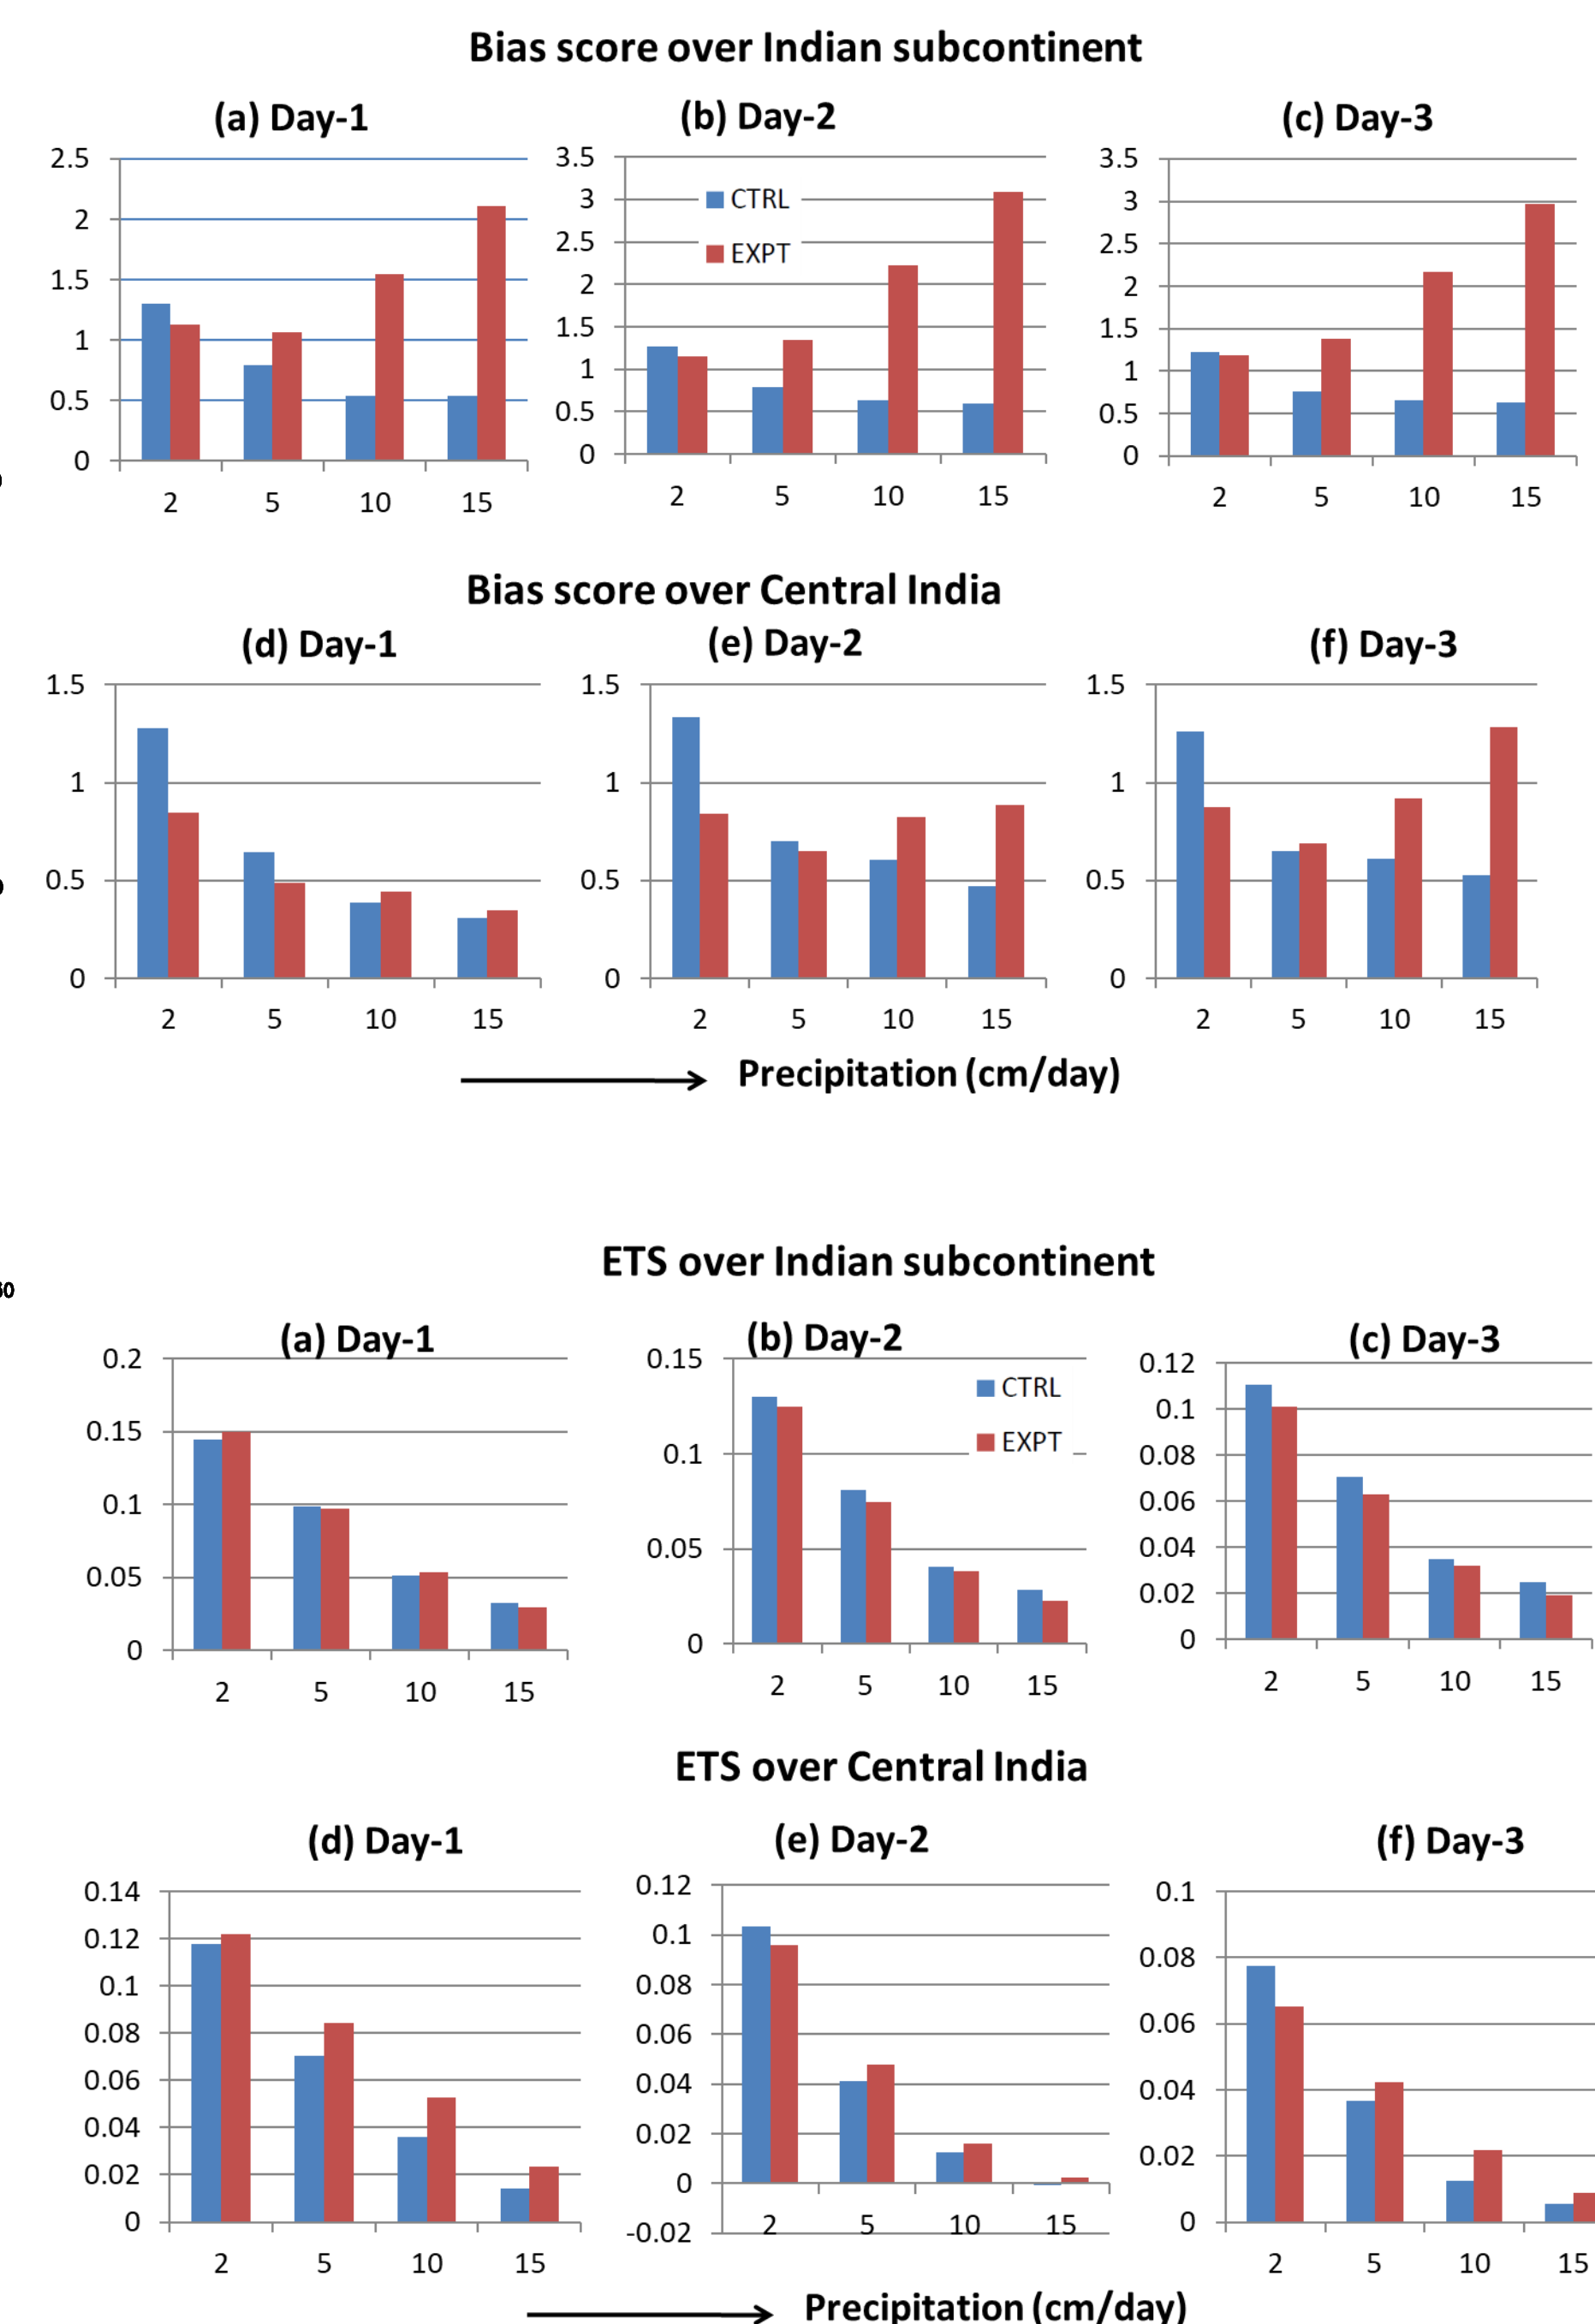 Bias score over Indian subcontinent
(a) Day-1
(b) Day-2
(c) Day-3
2.5
2
1.5
1
0.5
0
2 5 10 15
3.5
3
2.5
2
1.5
1
0.5
0
CTRL
EXPT
2 5 10 15
3.5
3
2.5
2
1.5
1
0.5
0
2 5 10 15
Bias score over Central India
(d) Day-1
(e) Day-2
(f) Day-3
1.5
1
0.5
0
2 5 10 15
1.5
1
0.5
0
2 5 10 15
1.5
1
0.5
0
2 5 10 15
Precipitation (cm/day)
ETS over Indian subcontinent
(a) Day-1
(b) Day-2
(c) Day-3
0.2
0.15
0.1
0.05
0
2 5 10 15
0.15
0.1
0.05
0
CTRL
EXPT
2 5 10 15
0.12
0.1
0.08
0.06
0.04
0.02
0
2 5 10 15
ETS over Central India
(d) Day-1
(e) Day-2
(f) Day-3
0.14
0.12
0.1
0.08
0.06
0.04
0.02
0
2 5 10 15
0.12
0.1
0.08
0.06
0.04
0.02
0
-0.02
2 5 10 15
0.1
0.08
0.06
0.04
0.02
0
2 5 10 15
Precipitation (cm/day)